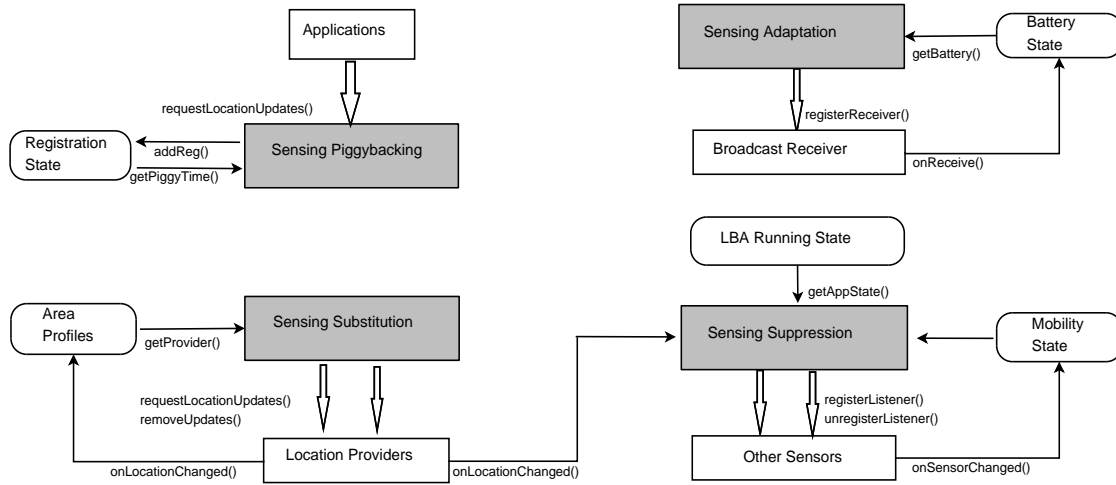 Applications
requestLocationUpdates()
Registration
State
addReg()
getPiggyTime()
Sensing Piggybacking
Sensing Adaptation
getBattery()
Battery
State
registerReceiver()
Broadcast Receiver
onReceive()
LBA Running State
getAppState()
Area
Profiles
getProvider()
Sensing Substitution
requestLocationUpdates()
removeUpdates()
Location Providers
onLocationChanged()
onLocationChanged()
Sensing Suppression
Mobility
State
registerListener()
unregisterListener()
Other Sensors
onSensorChanged()